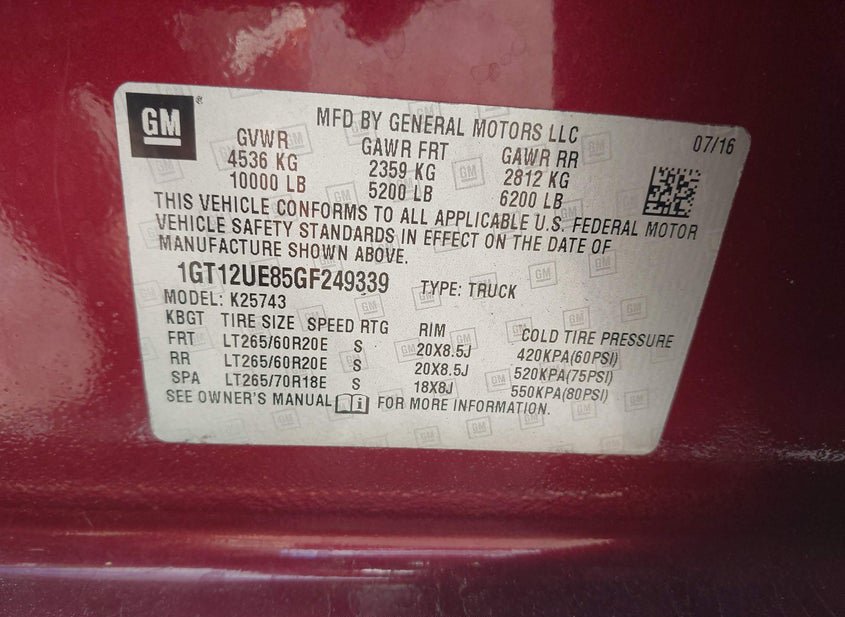 GM ®
MFD BY GENERAL MOTORS LLC 07/16
GVWR GAWR FRT GAWR RR
4536 KG 2359 KG 2812 KG
10000 LB 5200 LB 6200 LB
THIS VEHICLE CONFORMS TO ALL APPLICABLE U.S. FEDERAL MOTOR
VEHICLE SAFETY STANDARDS IN EFFECT ON THE DATE OF
MANUFACTURE SHOWN ABOVE.
1GT12UE85GF249339 TYPE: TRUCK
MODEL: K25743
KBGT TIRE SIZE SPEED RTG RIM COLD TIRE PRESSURE
FRT LT265/60R20E S 20X8.5J 420KPA(60PSI)
RR LT265/60R20E S 20X8.5J 520KPA(75PSI)
SPA LT265/70R18E S 18X8J 550KPA(80PSI)
SEE OWNER'S MANUAL FOR MORE INFORMATION.